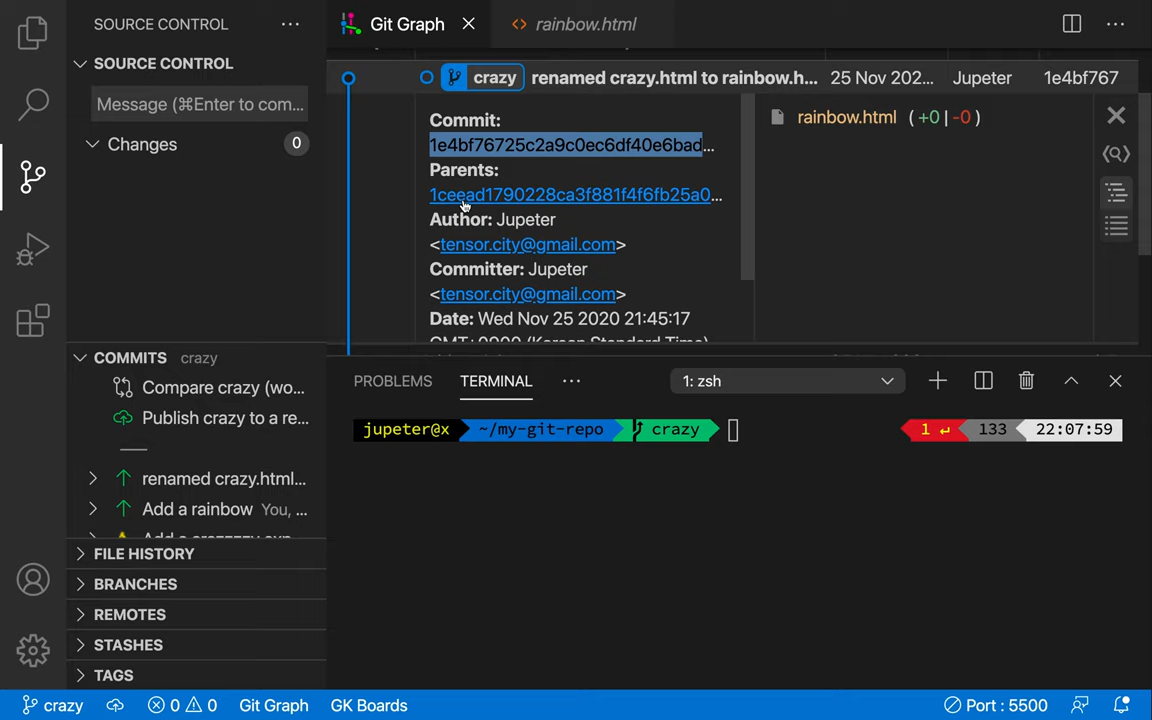 SOURCE CONTROL
SOURCE CONTROL
Message (⌘Enter to com...
Changes 0
COMMITS crazy
Compare crazy (wo...
Publish crazy to a re...
renamed crazy.html...
Add a rainbow You, ...
FILE HISTORY
BRANCHES
REMOTES
STASHES
TAGS
Git Graph
rainbow.html
crazy renamed crazy.html to rainbow.h... 25 Nov 202... Jupeter 1e4bf767
Commit:
1e4bf76725c2a9c0ec6df40e6bad...
Parents:
1ceead1790228ca3f881f4f6fb25a0...
Author: Jupeter
<tensor.city@gmail.com>
Committer: Jupeter
<tensor.city@gmail.com>
Date: Wed Nov 25 2020 21:45:17
GMT+0900 (Korean Standard Time)
rainbow.html (+0|-0)
PROBLEMS TERMINAL ... 1: zsh
jupeter@x ~/my-git-repo crazy 1 ↵ 133 22:07:59
crazy 0 0 Git Graph GK Boards Port : 5500